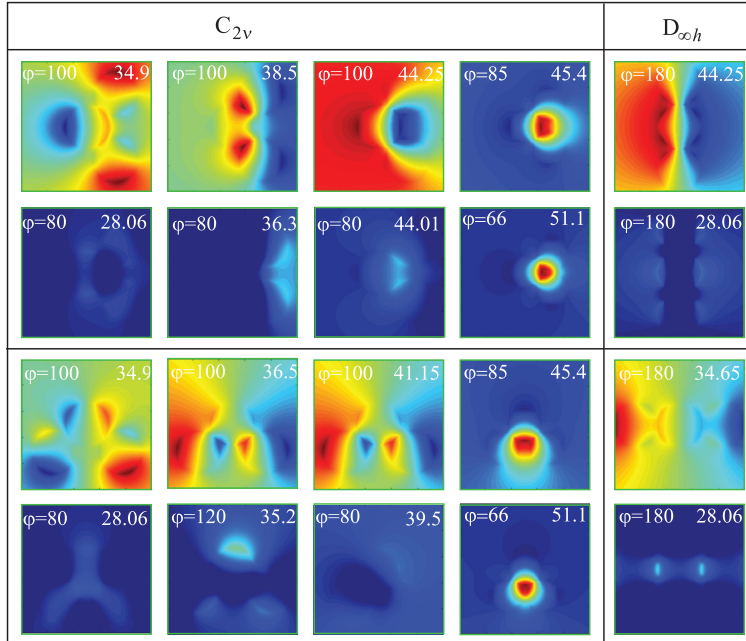 C2v D∞h
φ=100 34.9 φ=100 38.5 φ=100 44.25 φ=85 45.4 φ=180 44.25
φ=80 28.06 φ=80 36.3 φ=80 44.01 φ=66 51.1 φ=180 28.06
φ=100 34.9 φ=100 36.5 φ=100 41.15 φ=85 45.4 φ=180 34.65
φ=80 28.06 φ=120 35.2 φ=80 39.5 φ=66 51.1 φ=180 28.06